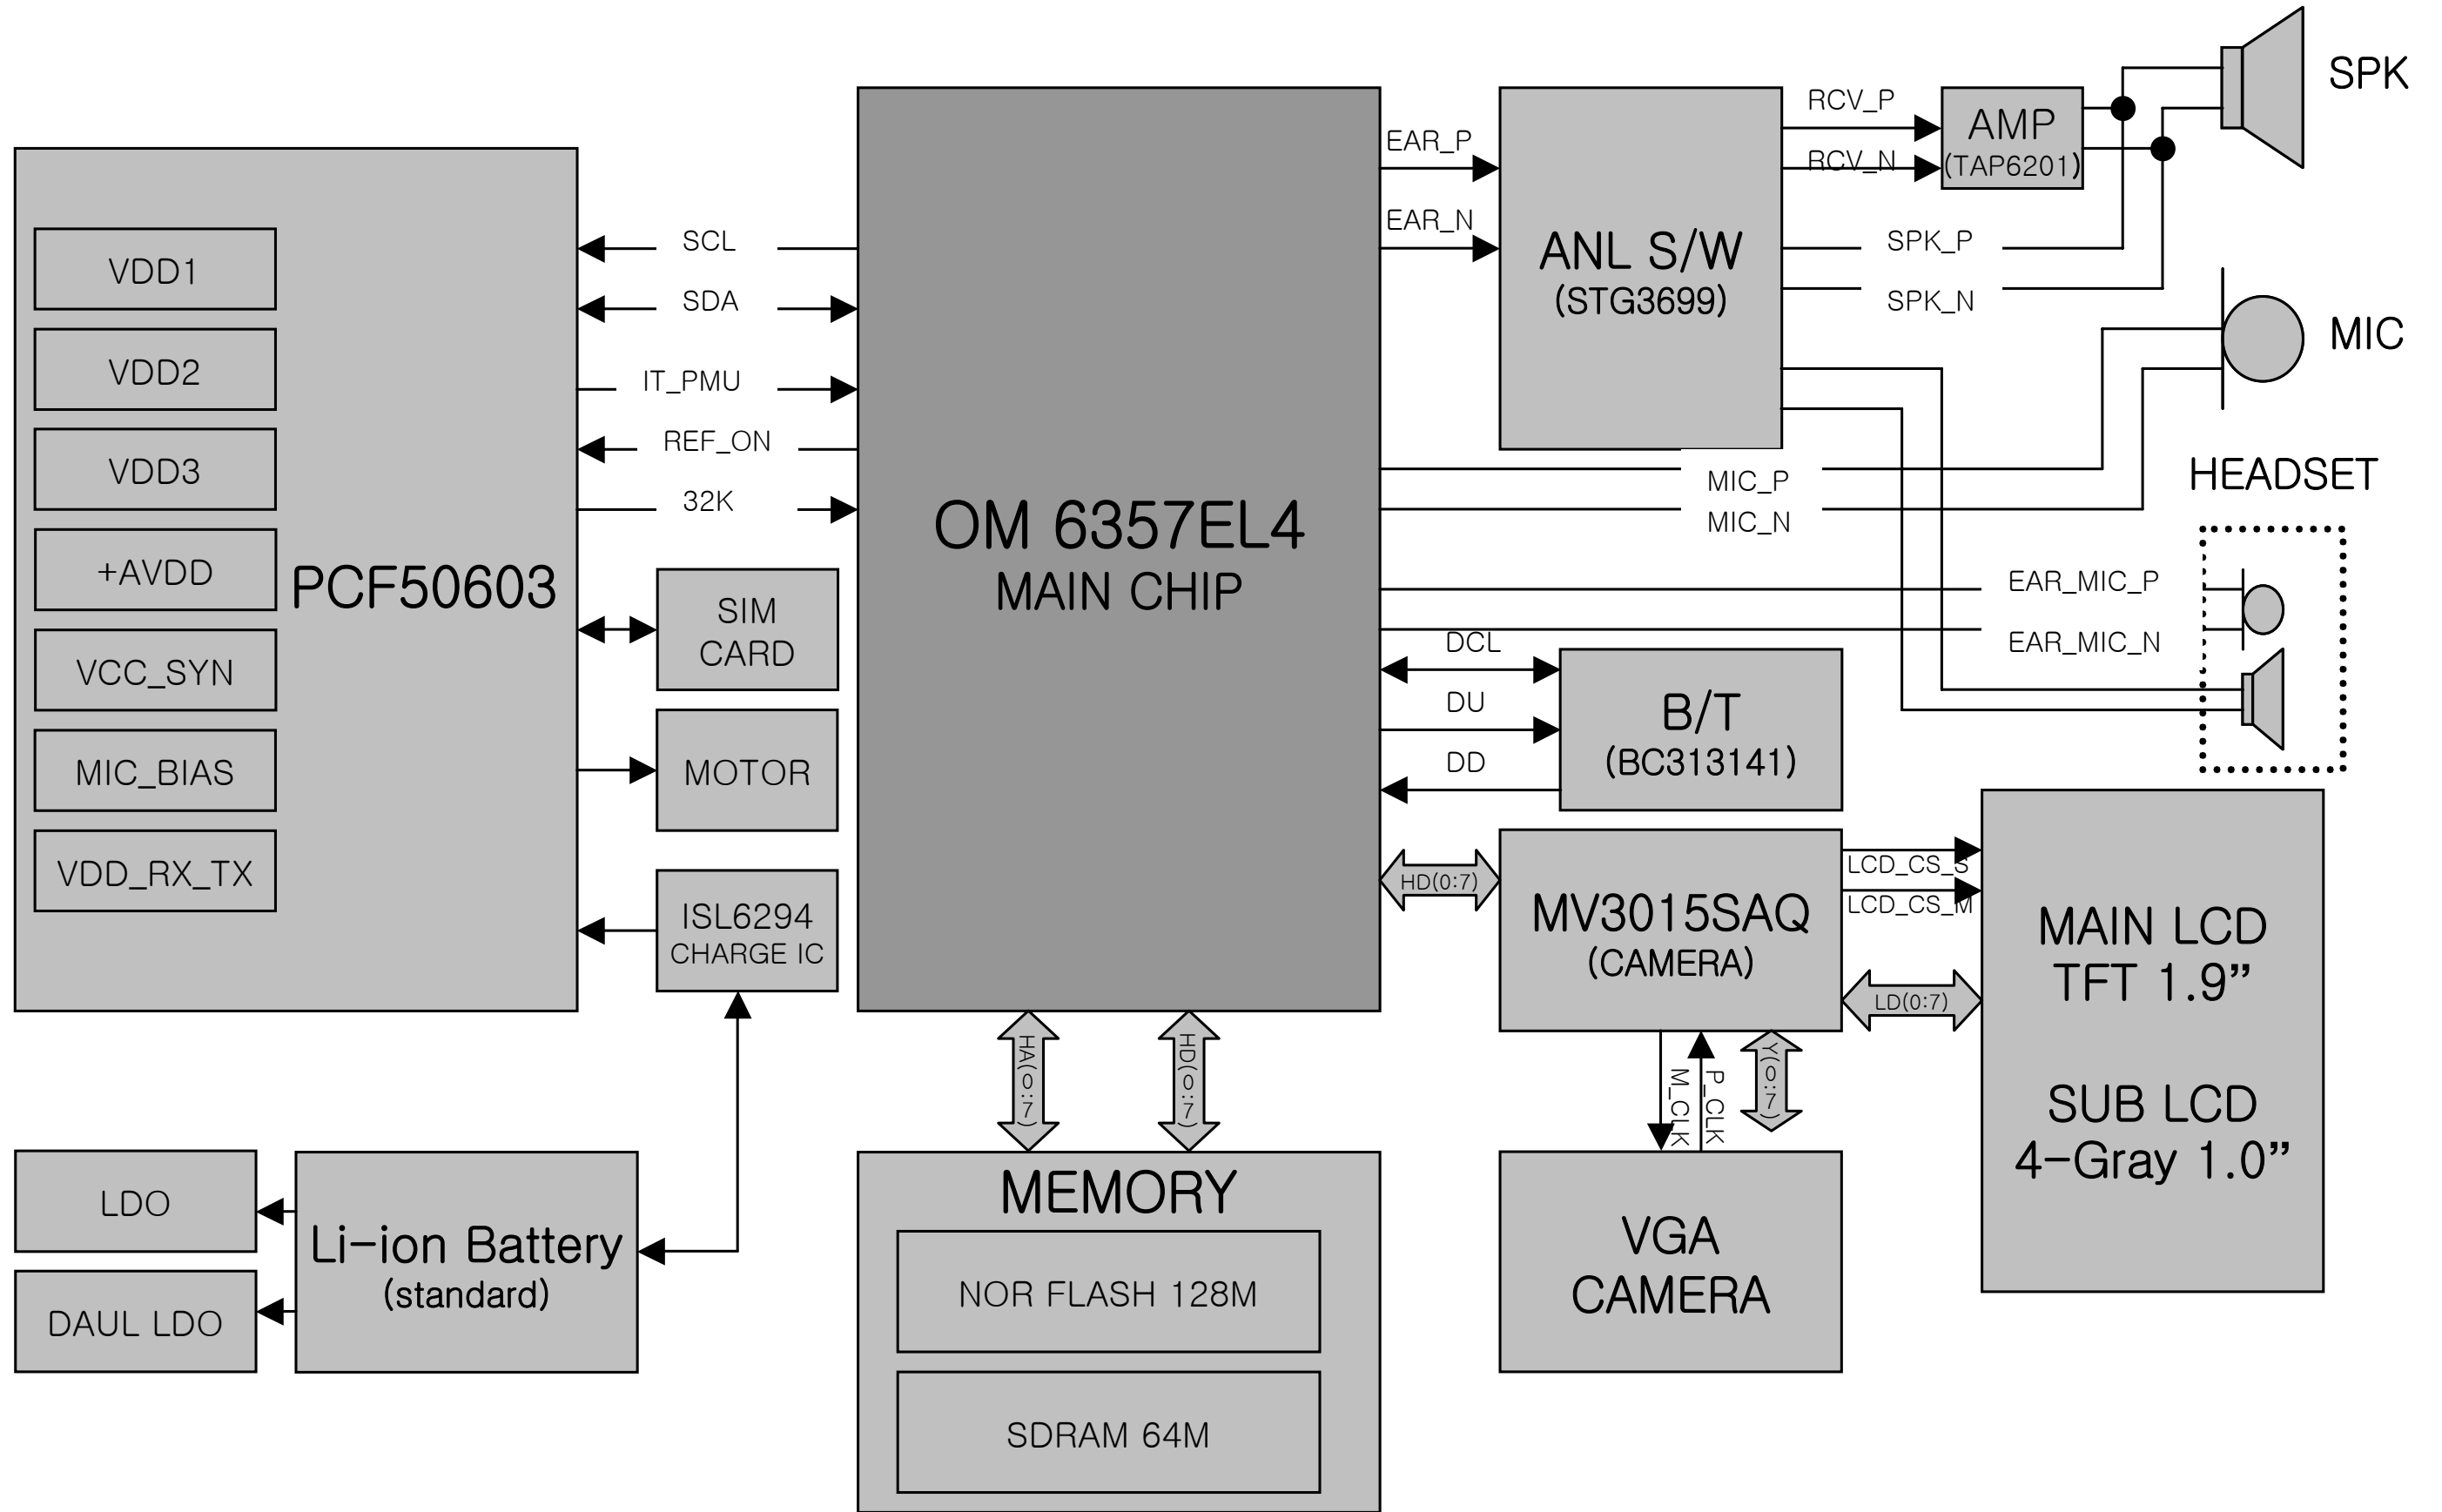 VDD1
VDD2
VDD3
+AVDD
VCC_SYN
MIC_BIAS
VDD_RX_TX
PCF50603
SCL
SDA
IT_PMU
REF_ON
32K
SIM
CARD
MOTOR
ISL6294
CHARGE IC
LDO
DAUL LDO
Li-ion Battery
(standard)
OM 6357EL4
MAIN CHIP
HA(0:7)
HD(0:7)
MEMORY
NOR FLASH 128M
SDRAM 64M
EAR_P
EAR_N
ANL S/W
(STG3699)
RCV_P
RCV_N
AMP
(TAP6201)
SPK
SPK_P
SPK_N
MIC
MIC_P
MIC_N
HEADSET
EAR_MIC_P
EAR_MIC_N
DCL
DU
DD
B/T
(BC313141)
HD(0:7)
MV3015SAQ
(CAMERA)
LCD_CS_S
LCD_CS_M
LD(0:7)
MAIN LCD
TFT 1.9”
SUB LCD
4-Gray 1.0”
M_CLK
P_CLK
Y(0:7)
VGA
CAMERA